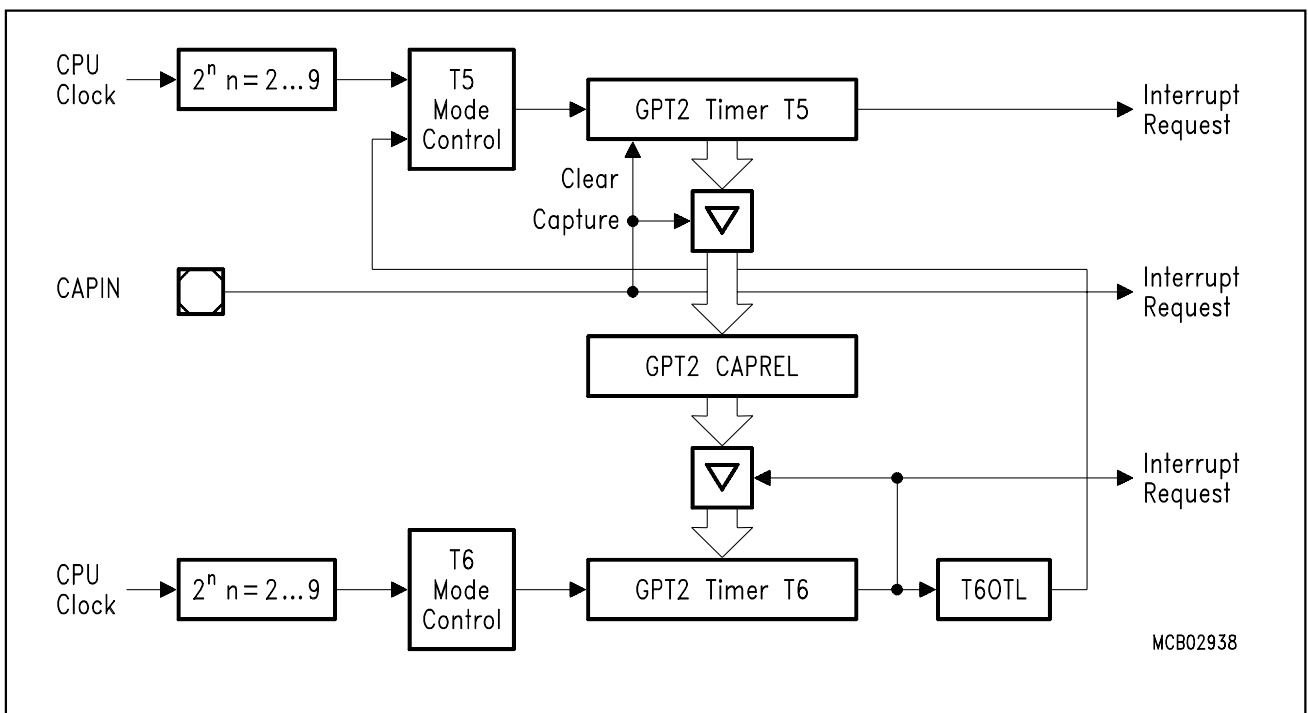 CPU
Clock
2ⁿ n=2...9
T5
Mode
Control
GPT2 Timer T5
Interrupt
Request
Clear
Capture
CAPIN
Interrupt
Request
GPT2 CAPREL
Interrupt
Request
CPU
Clock
2ⁿ n=2...9
T6
Mode
Control
GPT2 Timer T6
T6OTL
MCB02938